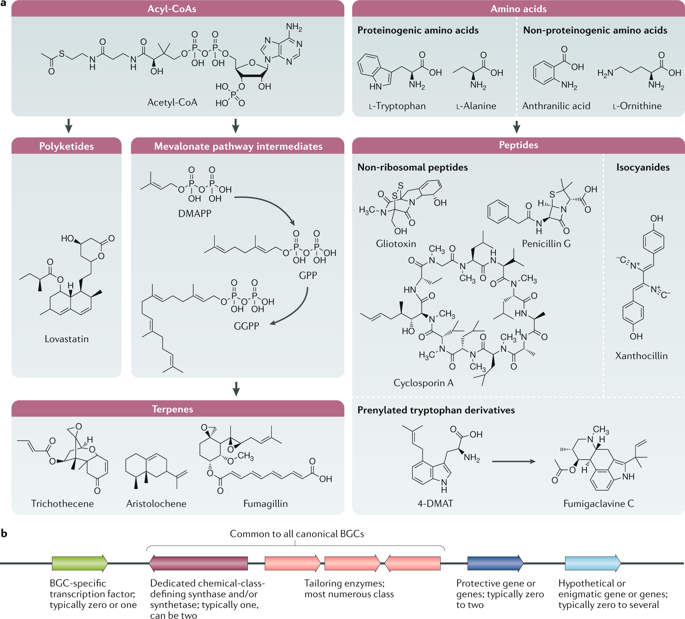 a
Acyl-CoAs
Acetyl-CoA
Amino acids
Proteinogenic amino acids
Non-proteinogenic amino acids
L-Tryptophan
L-Alanine
Anthranilic acid
L-Ornithine
Polyketides
Lovastatin
Mevalonate pathway intermediates
DMAPP
GPP
GGPP
Peptides
Non-ribosomal peptides
Isocyanides
Gliotoxin
Penicillin G
Cyclosporin A
Xanthocillin
Terpenes
Trichothecene
Aristolochene
Fumagillin
Prenylated tryptophan derivatives
4-DMAT
Fumigaclavine C
b
Common to all canonical BGCs
BGC-specific
transcription factor;
typically zero or one
Dedicated chemical-class-
defining synthase and/or
synthetase; typically one,
can be two
Tailoring enzymes;
most numerous class
Protective gene or
genes; typically zero
to two
Hypothetical or
enigmatic gene or genes;
typically zero to several